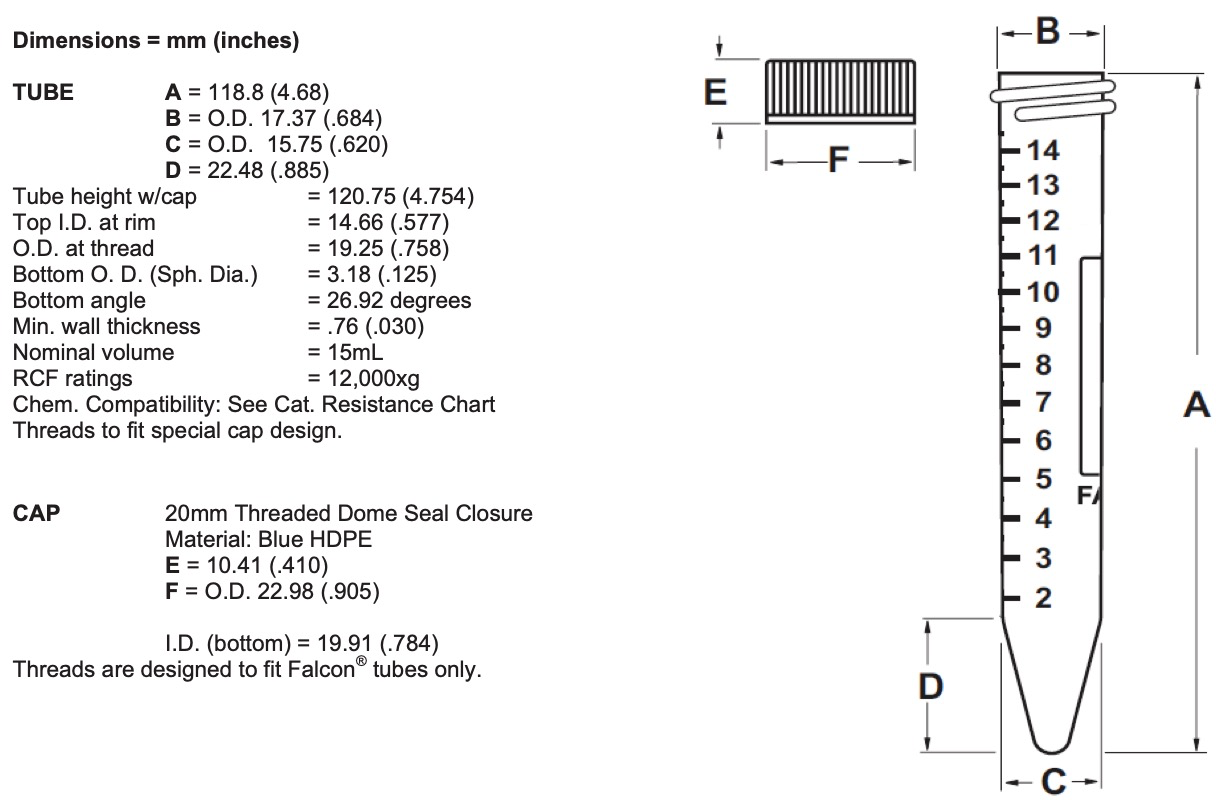 Dimensions = mm (inches)
TUBE A = 118.8 (4.68)
B = O.D. 17.37 (.684)
C = O.D. 15.75 (.620)
D = 22.48 (.885)
Tube height w/cap = 120.75 (4.754)
Top I.D. at rim = 14.66 (.577)
O.D. at thread = 19.25 (.758)
Bottom O. D. (Sph. Dia.) = 3.18 (.125)
Bottom angle = 26.92 degrees
Min. wall thickness = .76 (.030)
Nominal volume = 15mL
RCF ratings = 12,000xg
Chem. Compatibility: See Cat. Resistance Chart
Threads to fit special cap design.
CAP 20mm Threaded Dome Seal Closure
Material: Blue HDPE
E = 10.41 (.410)
F = O.D. 22.98 (.905)
I.D. (bottom) = 19.91 (.784)
Threads are designed to fit Falcon® tubes only.
E
F
B
14
13
12
11
10
9
8
7
6
5
FA
4
3
2
A
D
C